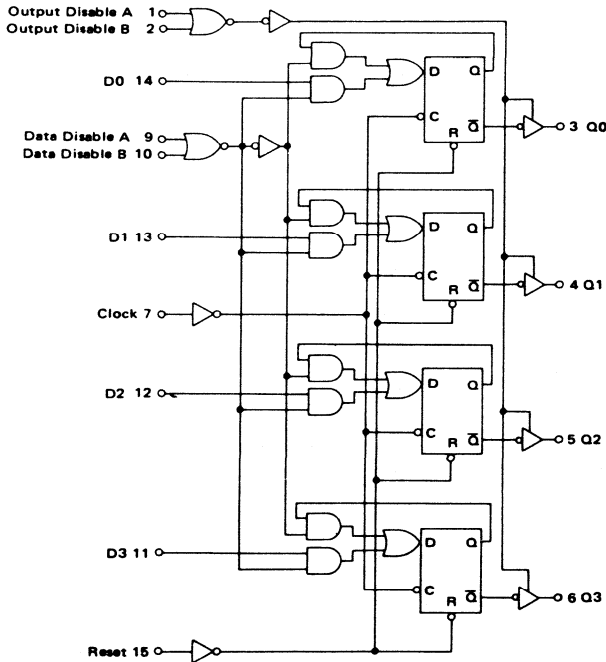 Output Disable A 1
Output Disable B 2
D Q
D0 14
C
Data Disable A 9
Data Disable B 10
R Q̅
3 Q0
D Q
D1 13
C
R Q̅
4 Q1
Clock 7
D Q
D2 12
C
R Q̅
5 Q2
D Q
D3 11
C
R Q̅
6 Q3
Reset 15